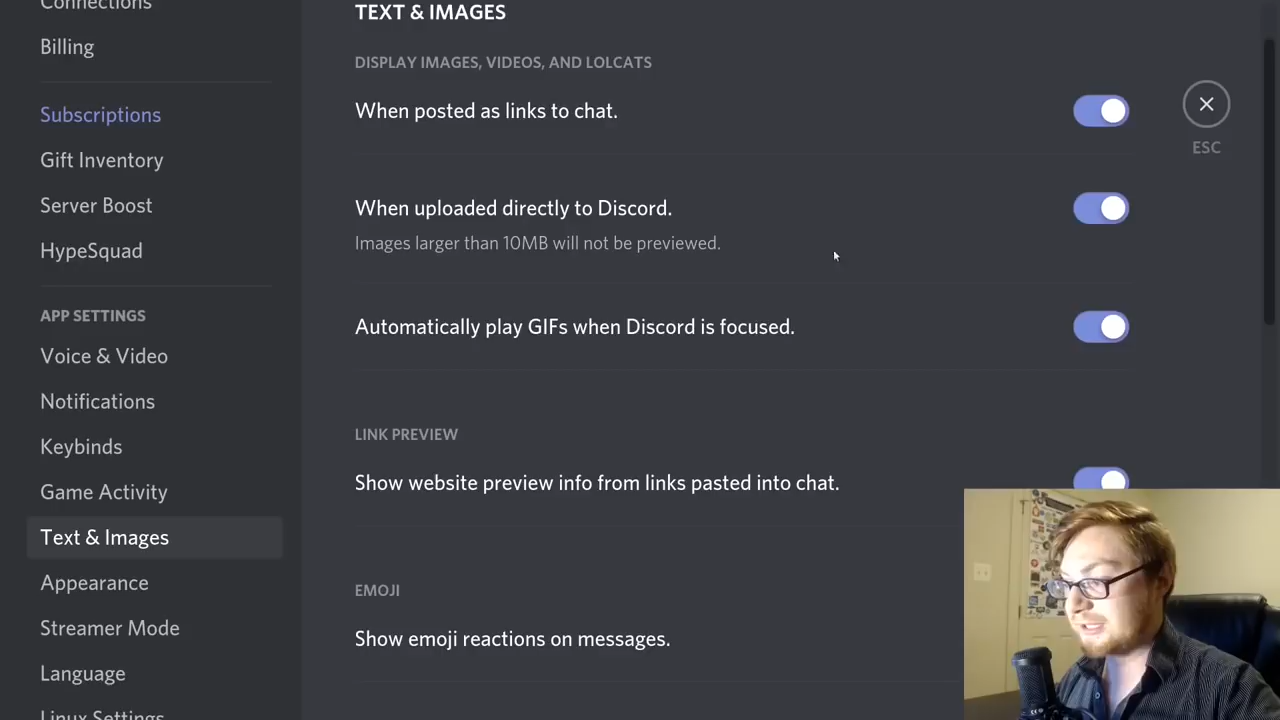 Connections
Billing
Subscriptions
Gift Inventory
Server Boost
HypeSquad
APP SETTINGS
Voice & Video
Notifications
Keybinds
Game Activity
Text & Images
Appearance
Streamer Mode
Language
Linux Settings
TEXT & IMAGES
DISPLAY IMAGES, VIDEOS, AND LOLCATS
When posted as links to chat.
When uploaded directly to Discord.
Images larger than 10MB will not be previewed.
Automatically play GIFs when Discord is focused.
LINK PREVIEW
Show website preview info from links pasted into chat.
EMOJI
Show emoji reactions on messages.
ESC